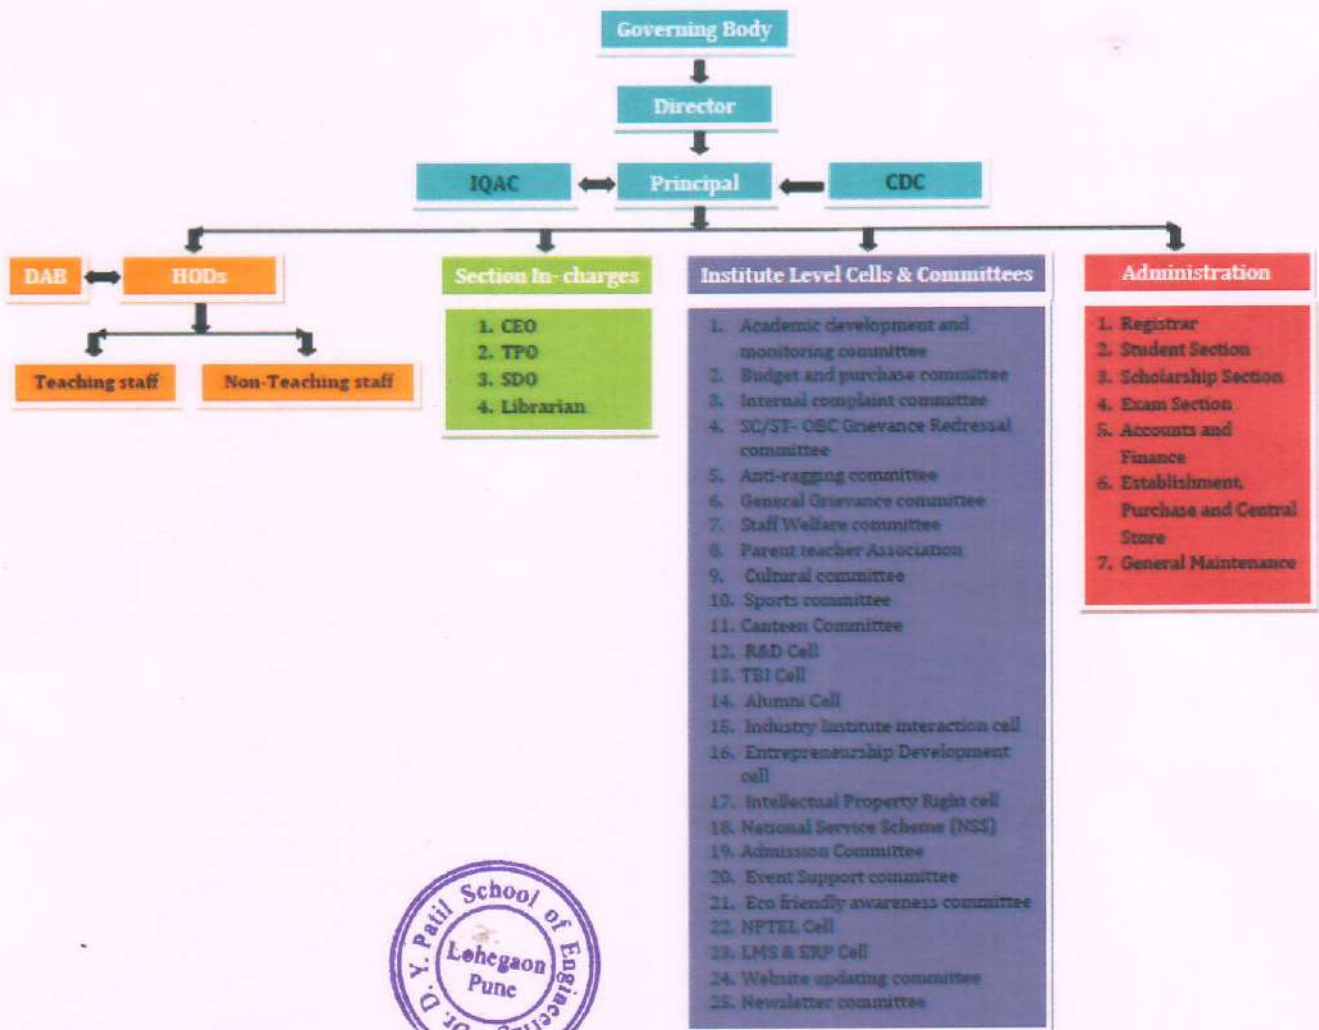 Governing Body
Director
IQAC
Principal
CDC
DAB
HODs
Teaching staff
Non-Teaching staff
Section In- charges
1. CEO
2. TPO
3. SDO
4. Librarian
Institute Level Cells & Committees
1. Academic development and
monitoring committee
2. Budget and purchase committee
3. Internal complaint committee
4. SC/ST- OBC Grievance Redressal
committee
5. Anti-ragging committee
6. General Grievance committee
7. Staff Welfare committee
8. Parent teacher Association
9. Cultural committee
10. Sports committee
11. Canteen Committee
12. R&D Cell
13. TBI Cell
14. Alumni Cell
15. Industry Institute interaction cell
16. Entrepreneurship Development
cell
17. Intellectual Property Right cell
18. National Service Scheme (NSS)
19. Admission Committee
20. Event Support committee
21. Eco friendly awareness committee
22. NPTEL Cell
23. LMS & ERP Cell
24. Website updating committee
25. Newsletter committee
Administration
1. Registrar
2. Student Section
3. Scholarship Section
4. Exam Section
5. Accounts and
Finance
6. Establishment,
Purchase and Central
Store
7. General Maintenance
Dr. D. Y. Patil School of Engineering
Lohegaon
Pune